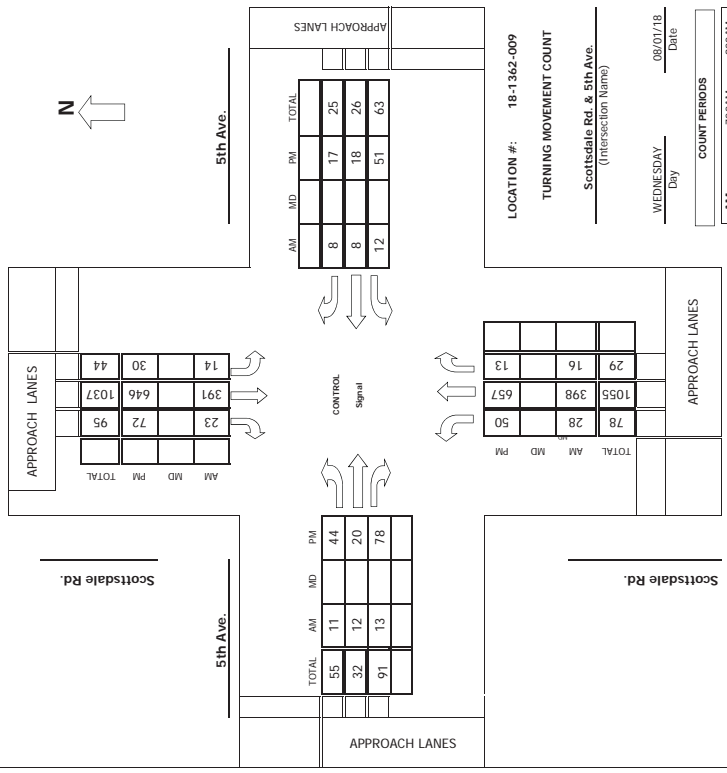 APPROACH LANES
N
5th Ave.
TOTAL 25 26 63
PM 17 18 51
MD
AM 8 8 12
LOCATION #: 18-1362-009
TURNING MOVEMENT COUNT
Scottsdale Rd. & 5th Ave.
(Intersection Name)
WEDNESDAY 08/01/18
Day Date
COUNT PERIODS
APPROACH LANES
TOTAL 95 1037 44
PM 72 646 30
MD
AM 23 391 14
CONTROL
Signal
PM 50 657 13
MD
AM 28 398 16
MD
TOTAL 78 1055 29
APPROACH LANES
Scottsdale Rd.
5th Ave.
PM 44 20 78
MD
AM 11 12 13
TOTAL 55 32 91
APPROACH LANES
Scottsdale Rd.